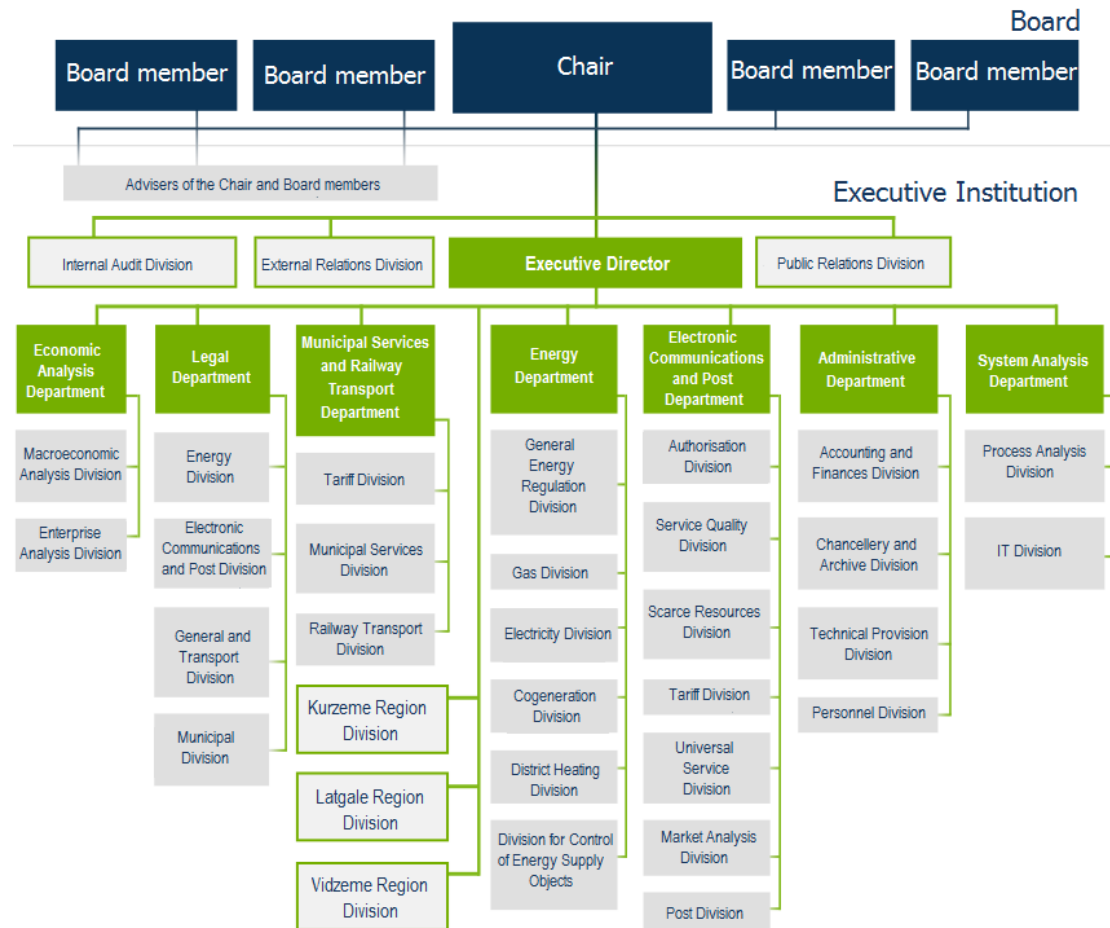 Board
Board member
Board member
Chair
Board member
Board member
Advisers of the Chair and Board members
Executive Institution
Internal Audit Division
External Relations Division
Executive Director
Public Relations Division
Economic
Analysis
Department
Legal
Department
Municipal Services
and Railway
Transport
Department
Energy
Department
Electronic
Communications
and Post
Department
Administrative
Department
System Analysis
Department
Macroeconomic
Analysis Division
Enterprise
Analysis Division
Energy
Division
Electronic
Communications
and Post Division
General and
Transport
Division
Municipal
Division
Tariff Division
Municipal Services
Division
Railway Transport
Division
Kurzeme Region
Division
Latgale Region
Division
Vidzeme Region
Division
General
Energy
Regulation
Division
Gas Division
Electricity Division
Cogeneration
Division
District Heating
Division
Division for Control
of Energy Supply
Objects
Authorisation
Division
Service Quality
Division
Scarce Resources
Division
Tariff Division
Universal
Service
Division
Market Analysis
Division
Post Division
Accounting and
Finances Division
Chancellery and
Archive Division
Technical Provision
Division
Personnel Division
Process Analysis
Division
IT Division